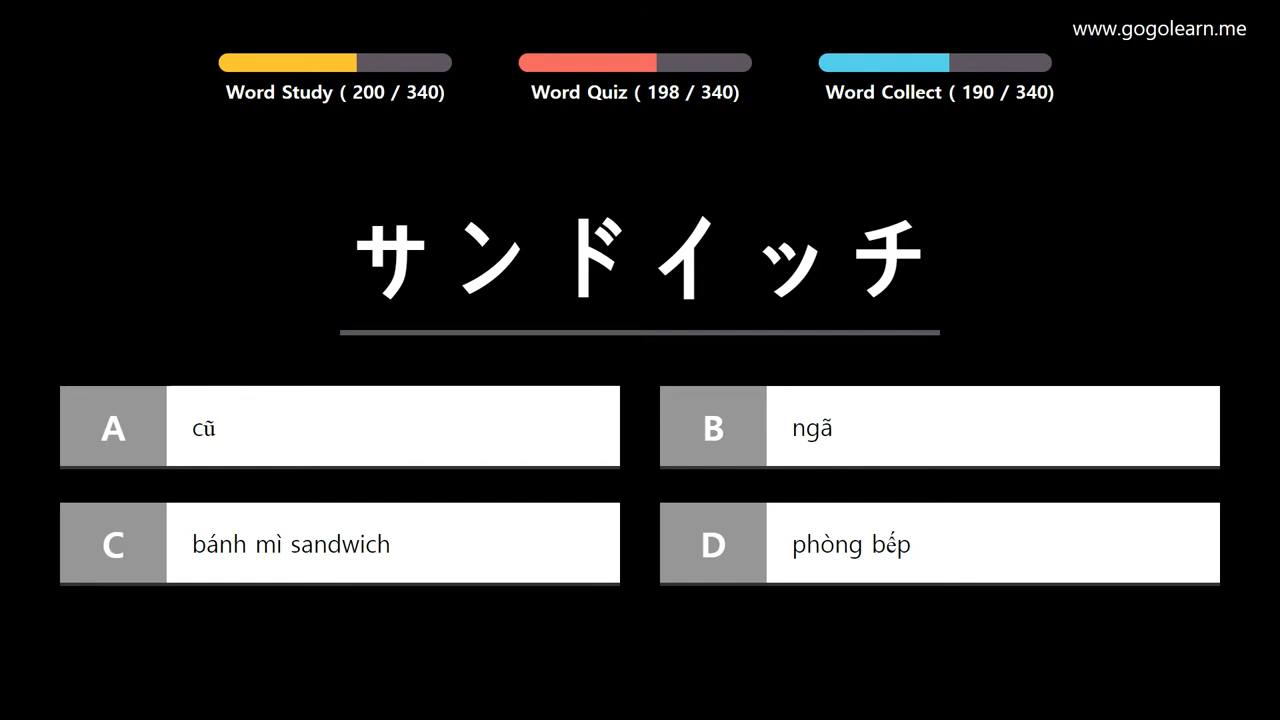 www.gogolearn.me
Word Study ( 200 / 340)
Word Quiz ( 198 / 340)
Word Collect ( 190 / 340)
サンドイッチ
A cũ
B ngã
C bánh mì sandwich
D phòng bếp